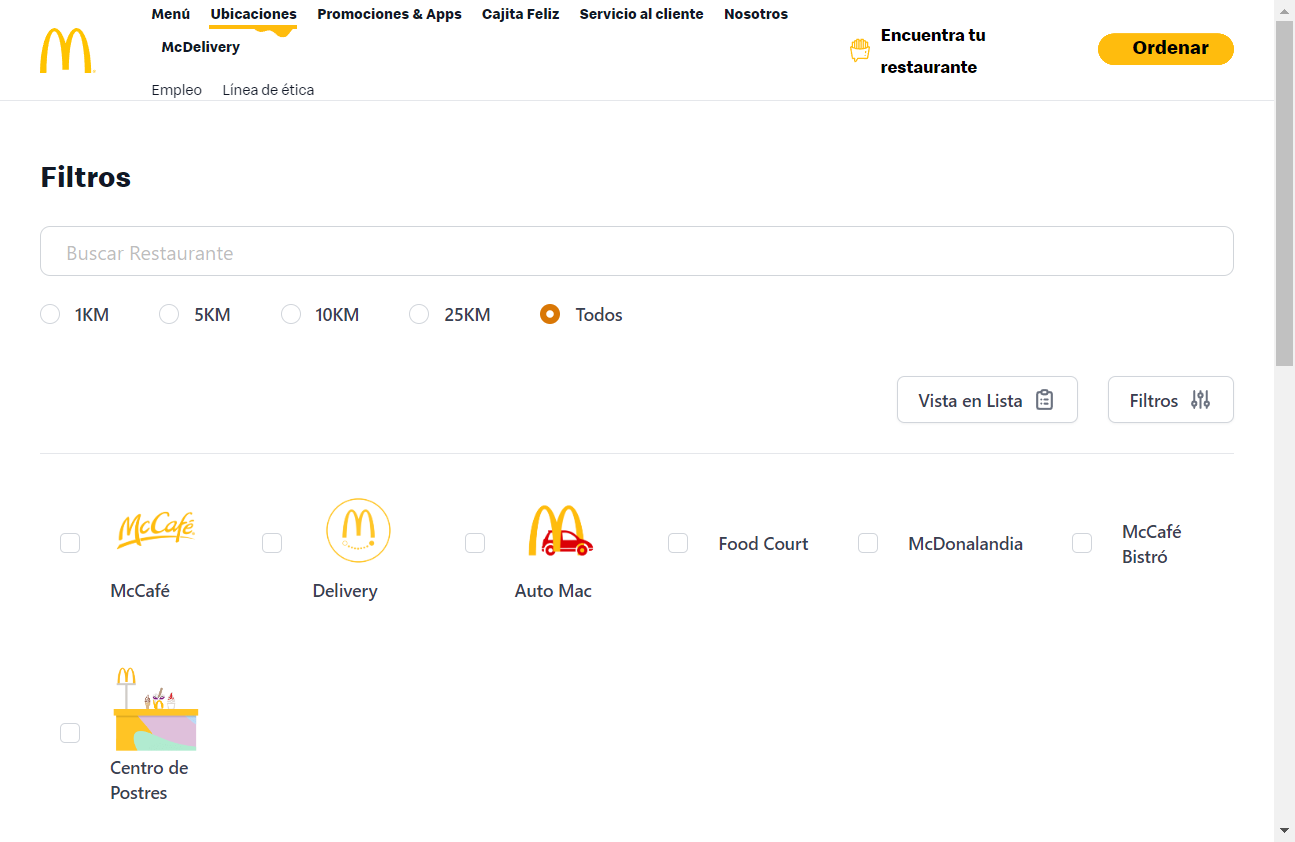 Menú Ubicaciones Promociones & Apps Cajita Feliz Servicio al cliente Nosotros
McDelivery
Empleo Línea de ética
Encuentra tu
restaurante
Ordenar
Filtros
Buscar Restaurante
1KM 5KM 10KM 25KM Todos
Vista en Lista Filtros
McCafé
McCafé
Delivery
Auto Mac
Food Court
McDonalandia
McCafé
Bistró
Centro de
Postres